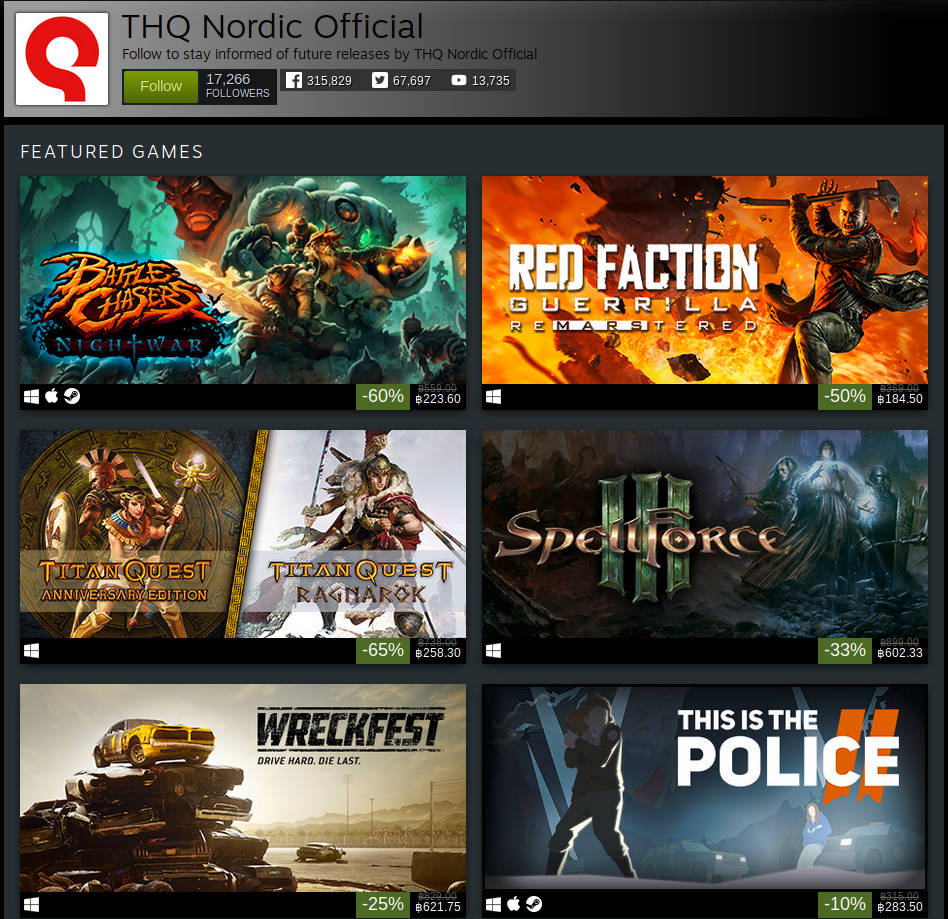 THQ Nordic Official
Follow to stay informed of future releases by THQ Nordic Official
Follow
17,266
FOLLOWERS
315,829
67,697
13,735
FEATURED GAMES
BATTLE
CHASERS
NIGHTWAR
-60%
฿559.00
฿223.60
RED FACTION
GUERRILLA
RE-MARS-TERED
-50%
฿369.00
฿184.50
TITAN QUEST
ANNIVERSARY EDITION
TITAN QUEST
RAGNARÖK
-65%
฿738.00
฿258.30
SPELLFORCE
III
-33%
฿899.00
฿602.33
WRECKFEST
DRIVE HARD. DIE LAST.
-25%
฿829.00
฿621.75
THIS IS THE
POLICE
II
-10%
฿315.00
฿283.50